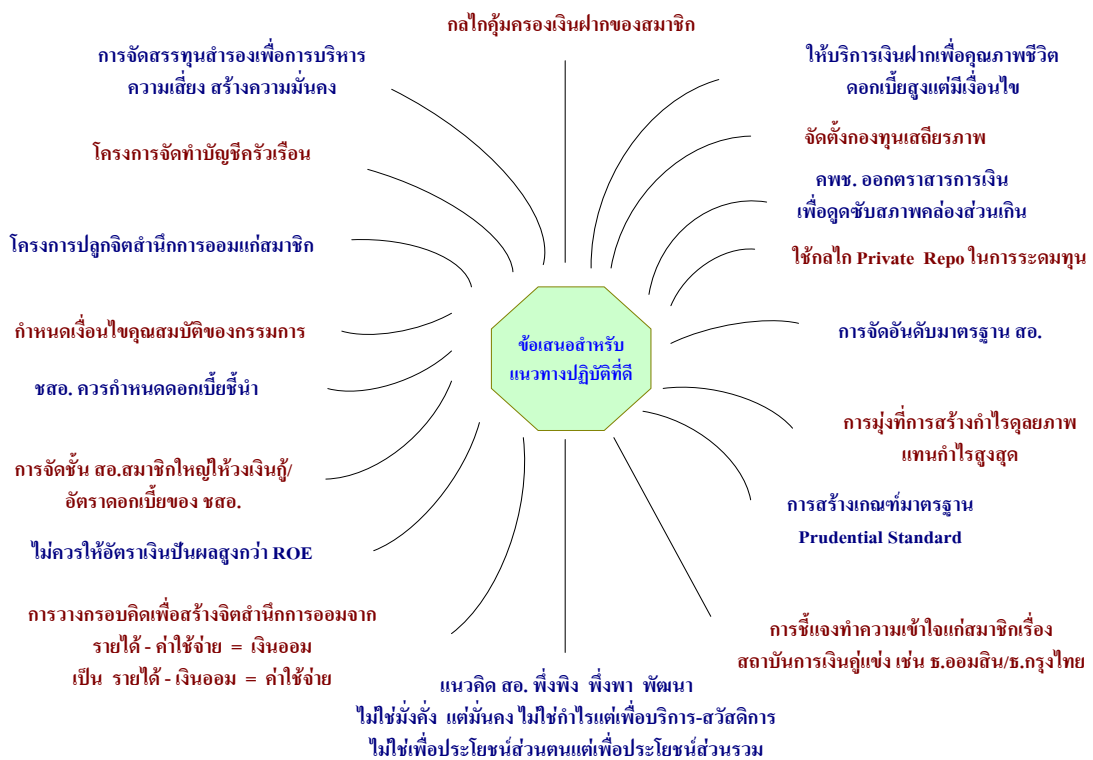 กลไกคุ้มครองเงินฝากของสมาชิก
การจัดสรรทุนสำรองเพื่อการบริหาร
ความเสี่ยง สร้างความมั่นคง
โครงการจัดทำบัญชีครัวเรือน
โครงการปลูกจิตสำนึกการออมแก่สมาชิก
กำหนดเงื่อนไขคุณสมบัติของกรรมการ
ชสอ. ควรกำหนดดอกเบี้ยชี้นำ
การจัดชั้น สอ.สมาชิกใหญ่ให้วงเงินกู้/
อัตราดอกเบี้ยของ ชสอ.
ไม่ควรให้อัตราเงินปันผลสูงกว่า ROE
การวางกรอบคิดเพื่อสร้างจิตสำนึกการออมจาก
รายได้ - ค่าใช้จ่าย = เงินออม
เป็น รายได้ - เงินออม = ค่าใช้จ่าย
ข้อเสนอสำหรับ
แนวทางปฏิบัติที่ดี
ให้บริการเงินฝากเพื่อคุณภาพชีวิต
ดอกเบี้ยสูงแต่มีเงื่อนไข
จัดตั้งกองทุนเสถียรภาพ
คพช. ออกตราสารการเงิน
เพื่อดูดซับสภาพคล่องส่วนเกิน
ใช้กลไก Private Repo ในการระดมทุน
การจัดอันดับมาตรฐาน สอ.
การมุ่งที่การสร้างกำไรดุลยภาพ
แทนกำไรสูงสุด
การสร้างเกณฑ์มาตรฐาน
Prudential Standard
การชี้แจงทำความเข้าใจแก่สมาชิกเรื่อง
สถาบันการเงินคู่แข่ง เช่น ธ.ออมสิน/ธ.กรุงไทย
แนวคิด สอ. พึ่งพิง พึ่งพา พัฒนา
ไม่ใช่มั่งคั่ง แต่มั่นคง ไม่ใช่กำไรแต่เพื่อบริการ-สวัสดิการ
ไม่ใช่เพื่อประโยชน์ส่วนตนแต่เพื่อประโยชน์ส่วนรวม